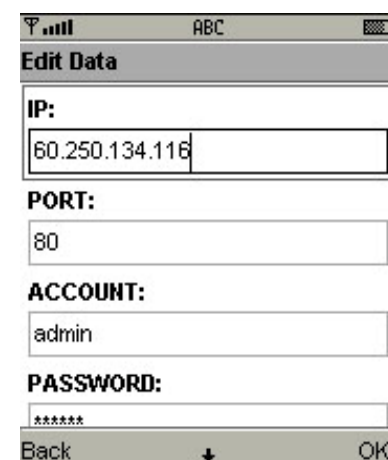 ABC
Edit Data
IP:
60.250.134.116
PORT:
80
ACCOUNT:
admin
PASSWORD:
******
Back OK